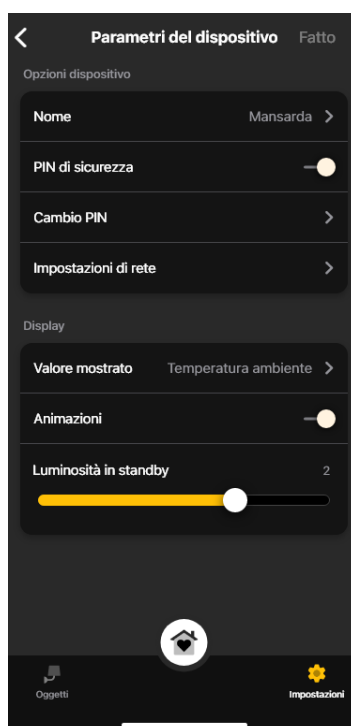 Parametri del dispositivo Fatto
Opzioni dispositivo
Nome Mansarda
PIN di sicurezza
Cambio PIN
Impostazioni di rete
Display
Valore mostrato Temperatura ambiente
Animazioni
Luminosità in standby 2
Oggetti Impostazioni